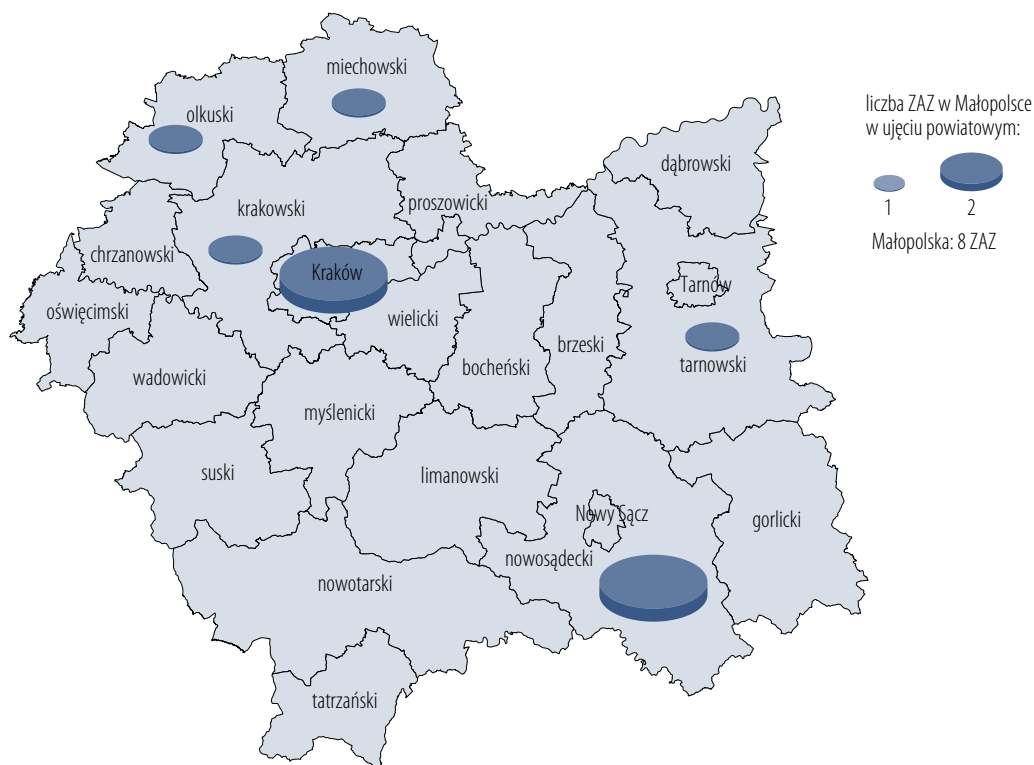 miechowski
olkuski
dąbrowski
krakowski
proszowicki
chrzanowski
Kraków
Tarnów
oświęcimski
wielicki
brzeski
bocheński
tarnowski
wadowicki
myślenicki
suski
limanowski
Nowy Sącz
gorlicki
nowosądecki
nowotarski
tatrzański
liczba ZAZ w Małopolsce
w ujęciu powiatowym:
1 2
Małopolska: 8 ZAZ